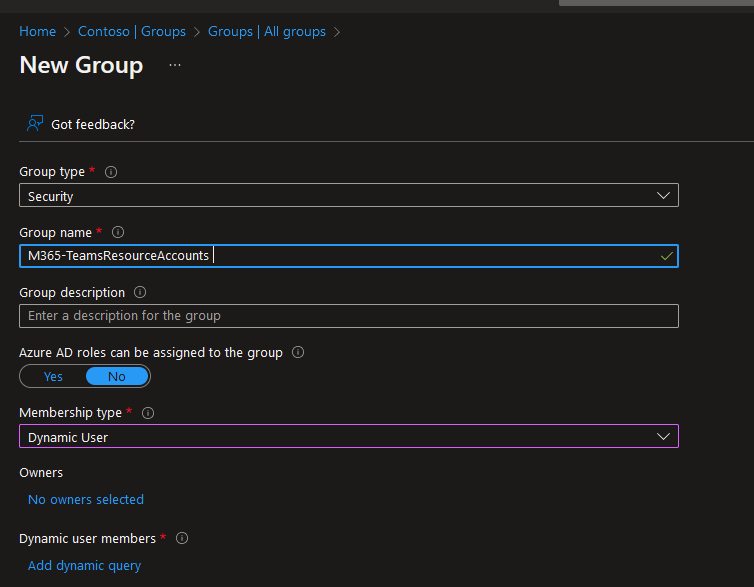 Home > Contoso | Groups > Groups | All groups >
New Group ...
Got feedback?
Group type *
Security
Group name *
M365-TeamsResourceAccounts
Group description
Enter a description for the group
Azure AD roles can be assigned to the group
Yes No
Membership type *
Dynamic User
Owners
No owners selected
Dynamic user members *
Add dynamic query